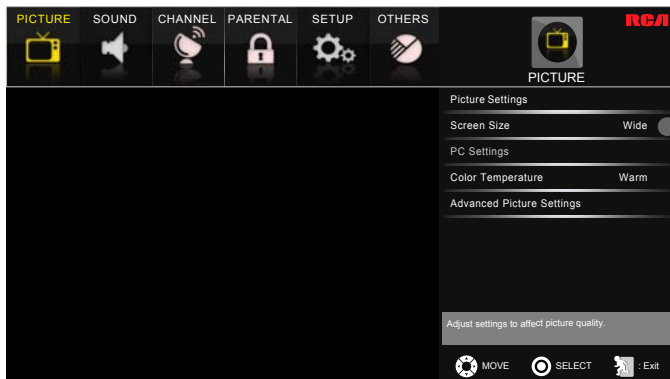 PICTURE SOUND CHANNEL PARENTAL SETUP OTHERS
RCA
PICTURE
Picture Settings
Screen Size Wide
PC Settings
Color Temperature Warm
Advanced Picture Settings
Adjust settings to affect picture quality.
MOVE SELECT : Exit